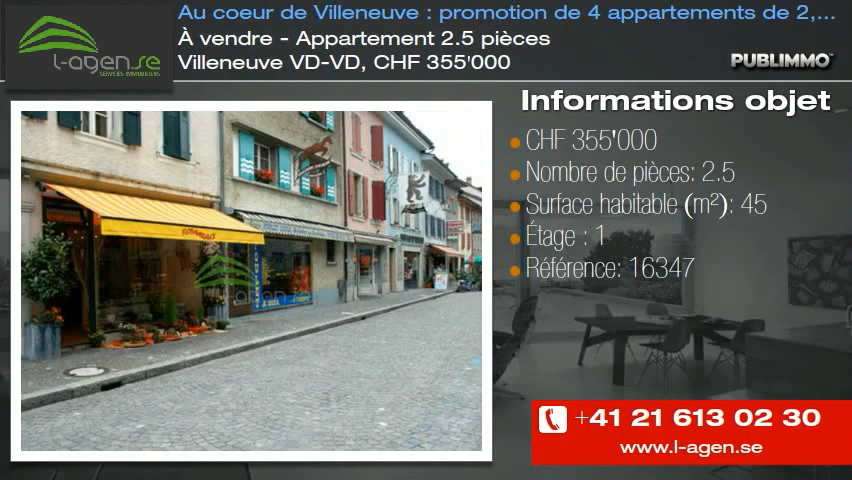 l-agen.se
SERVICES IMMOBILIERS
Au coeur de Villeneuve : promotion de 4 appartements de 2,...
À vendre - Appartement 2.5 pièces
Villeneuve VD-VD, CHF 355'000
PUBLIMMO
Informations objet
CHF 355'000
Nombre de pièces: 2.5
Surface habitable (m²): 45
Étage : 1
Référence: 16347
l-agen.se
+41 21 613 02 30
www.l-agen.se